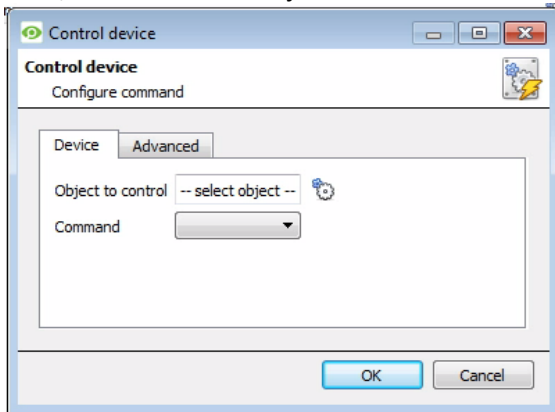 Control device
Control device
Configure command
Device Advanced
Object to control -- select object --
Command
OK Cancel